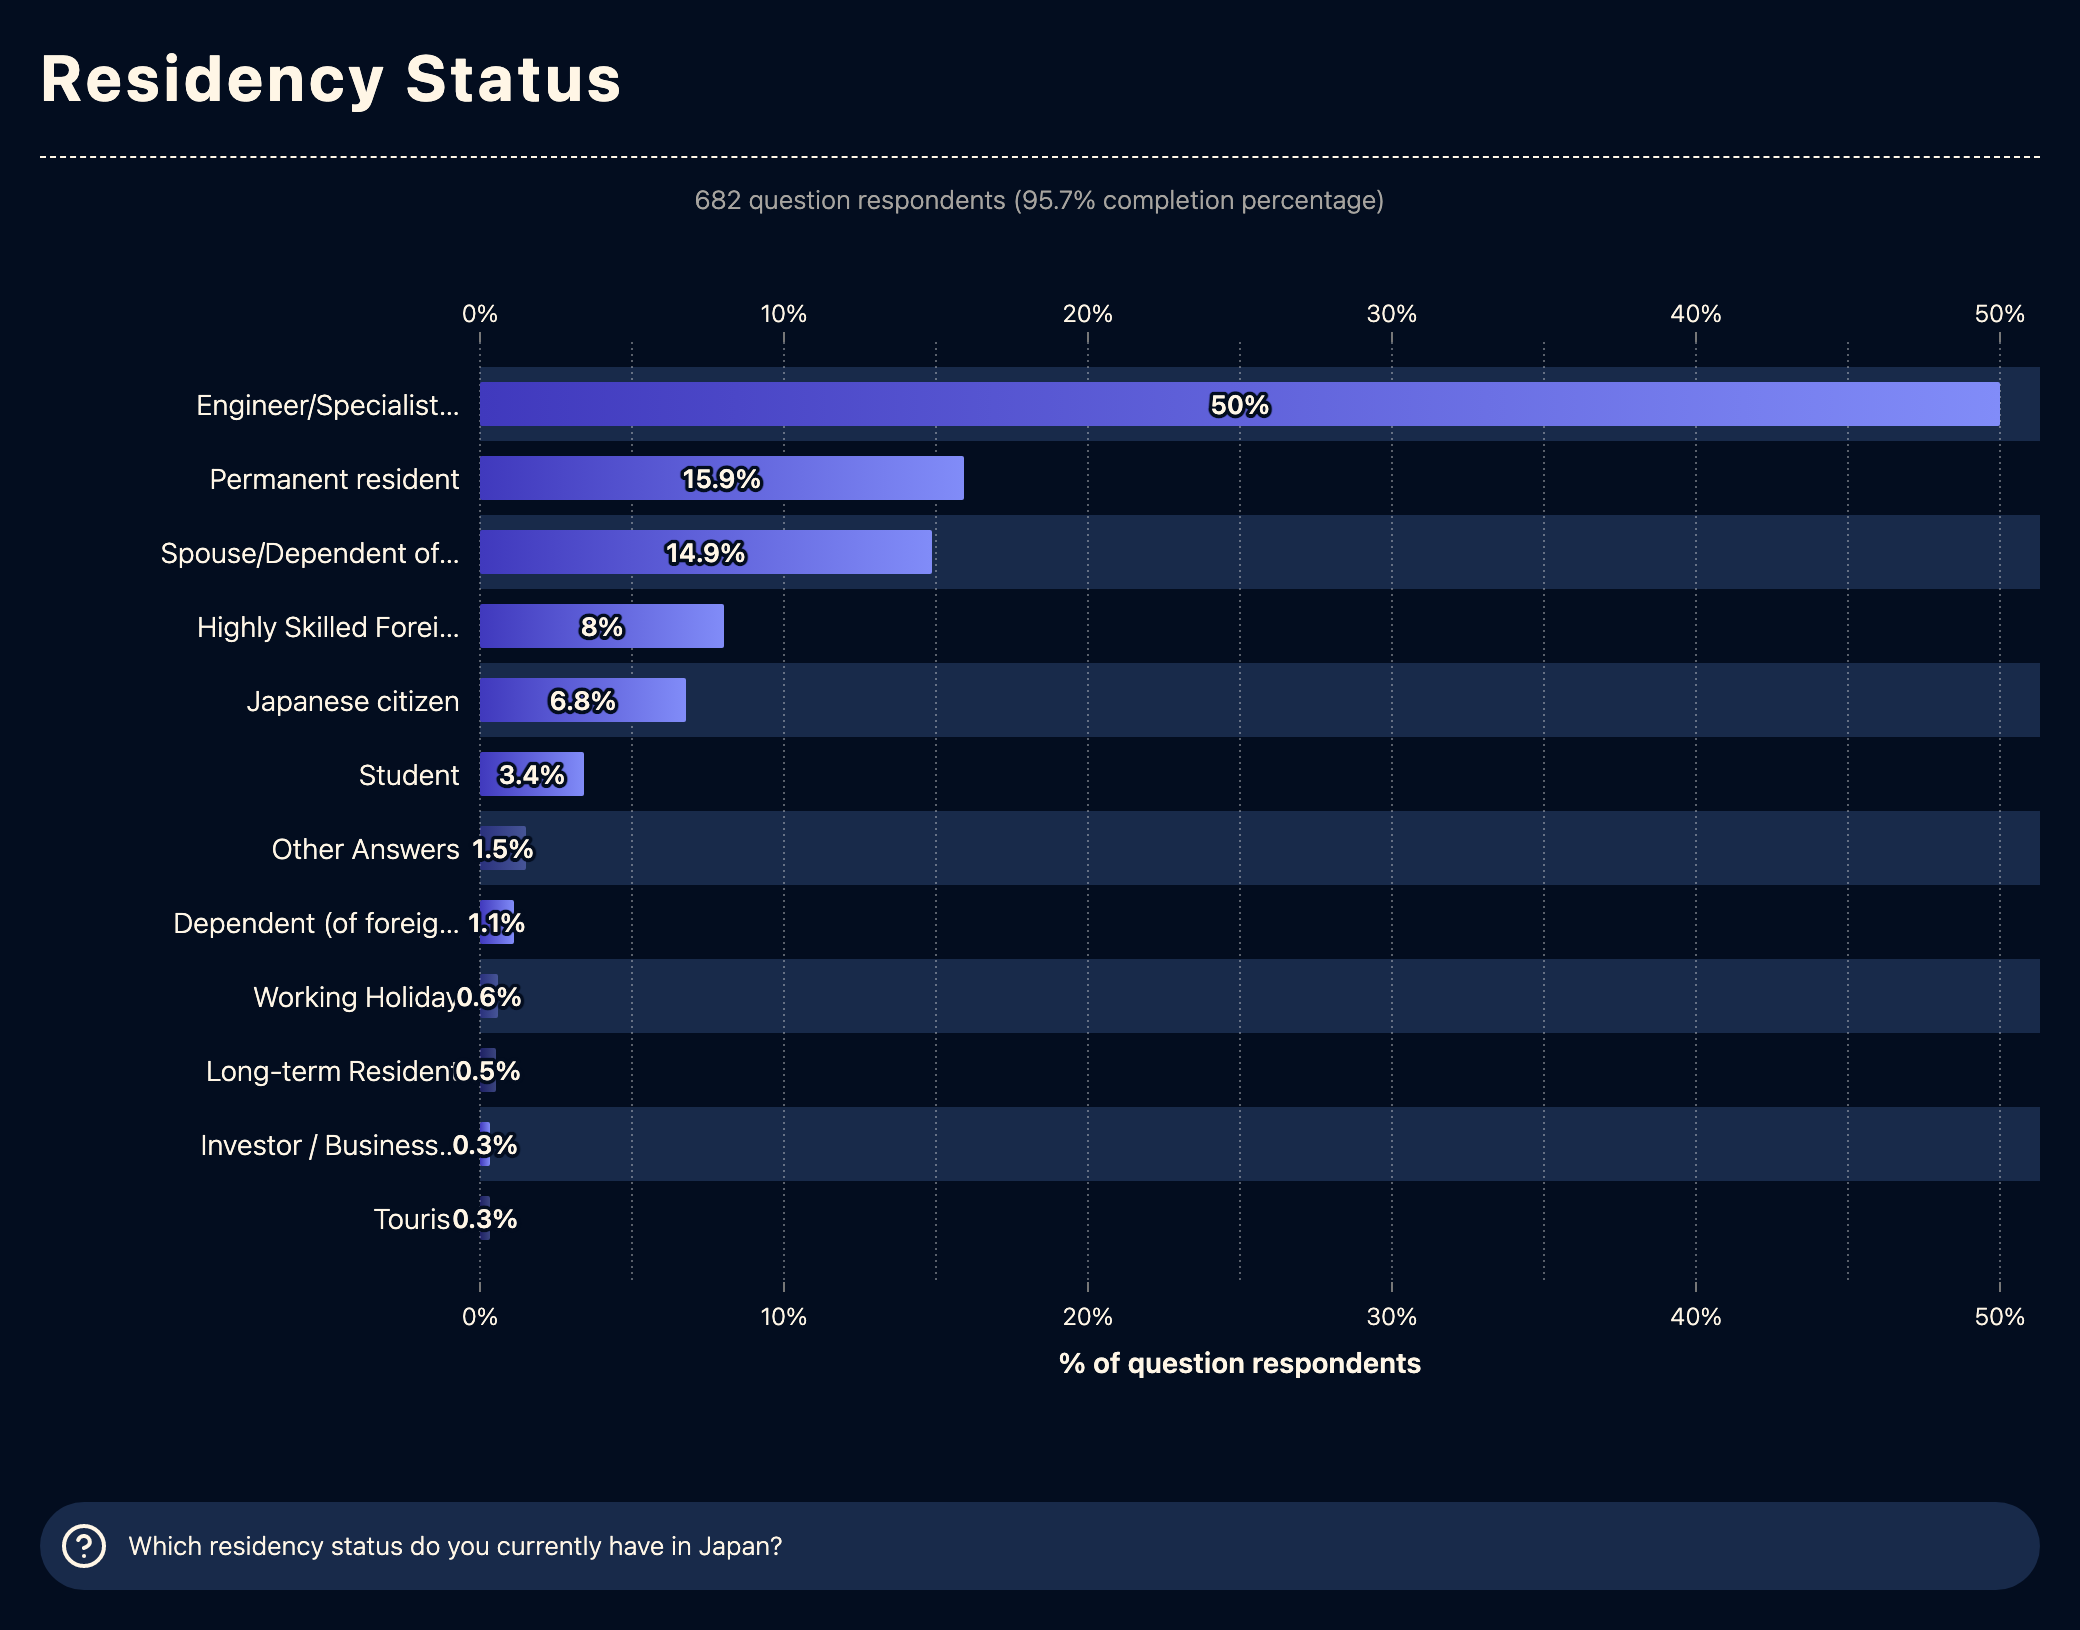 Residency Status
682 question respondents (95.7% completion percentage)
0% 10% 20% 30% 40% 50%
Engineer/Specialist... 50%
Permanent resident 15.9%
Spouse/Dependent of... 14.9%
Highly Skilled Forei... 8%
Japanese citizen 6.8%
Student 3.4%
Other Answers 1.5%
Dependent (of foreig... 1.1%
Working Holiday 0.6%
Long-term Resident 0.5%
Investor / Business... 0.3%
Touris 0.3%
0% 10% 20% 30% 40% 50%
% of question respondents
Which residency status do you currently have in Japan?